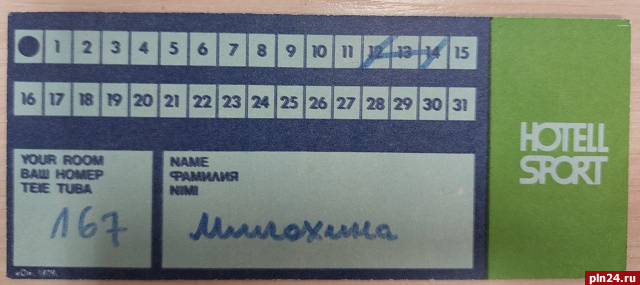 1 2 3 4 5 6 7 8 9 10 11 12 13 14 15
16 17 18 19 20 21 22 23 24 25 26 27 28 29 30 31
YOUR ROOM
ВАШ НОМЕР
TEIE TUBA
167
NAME
ФАМИЛИЯ
NIMI
Милохина
HOTELL
SPORT
pln24.ru